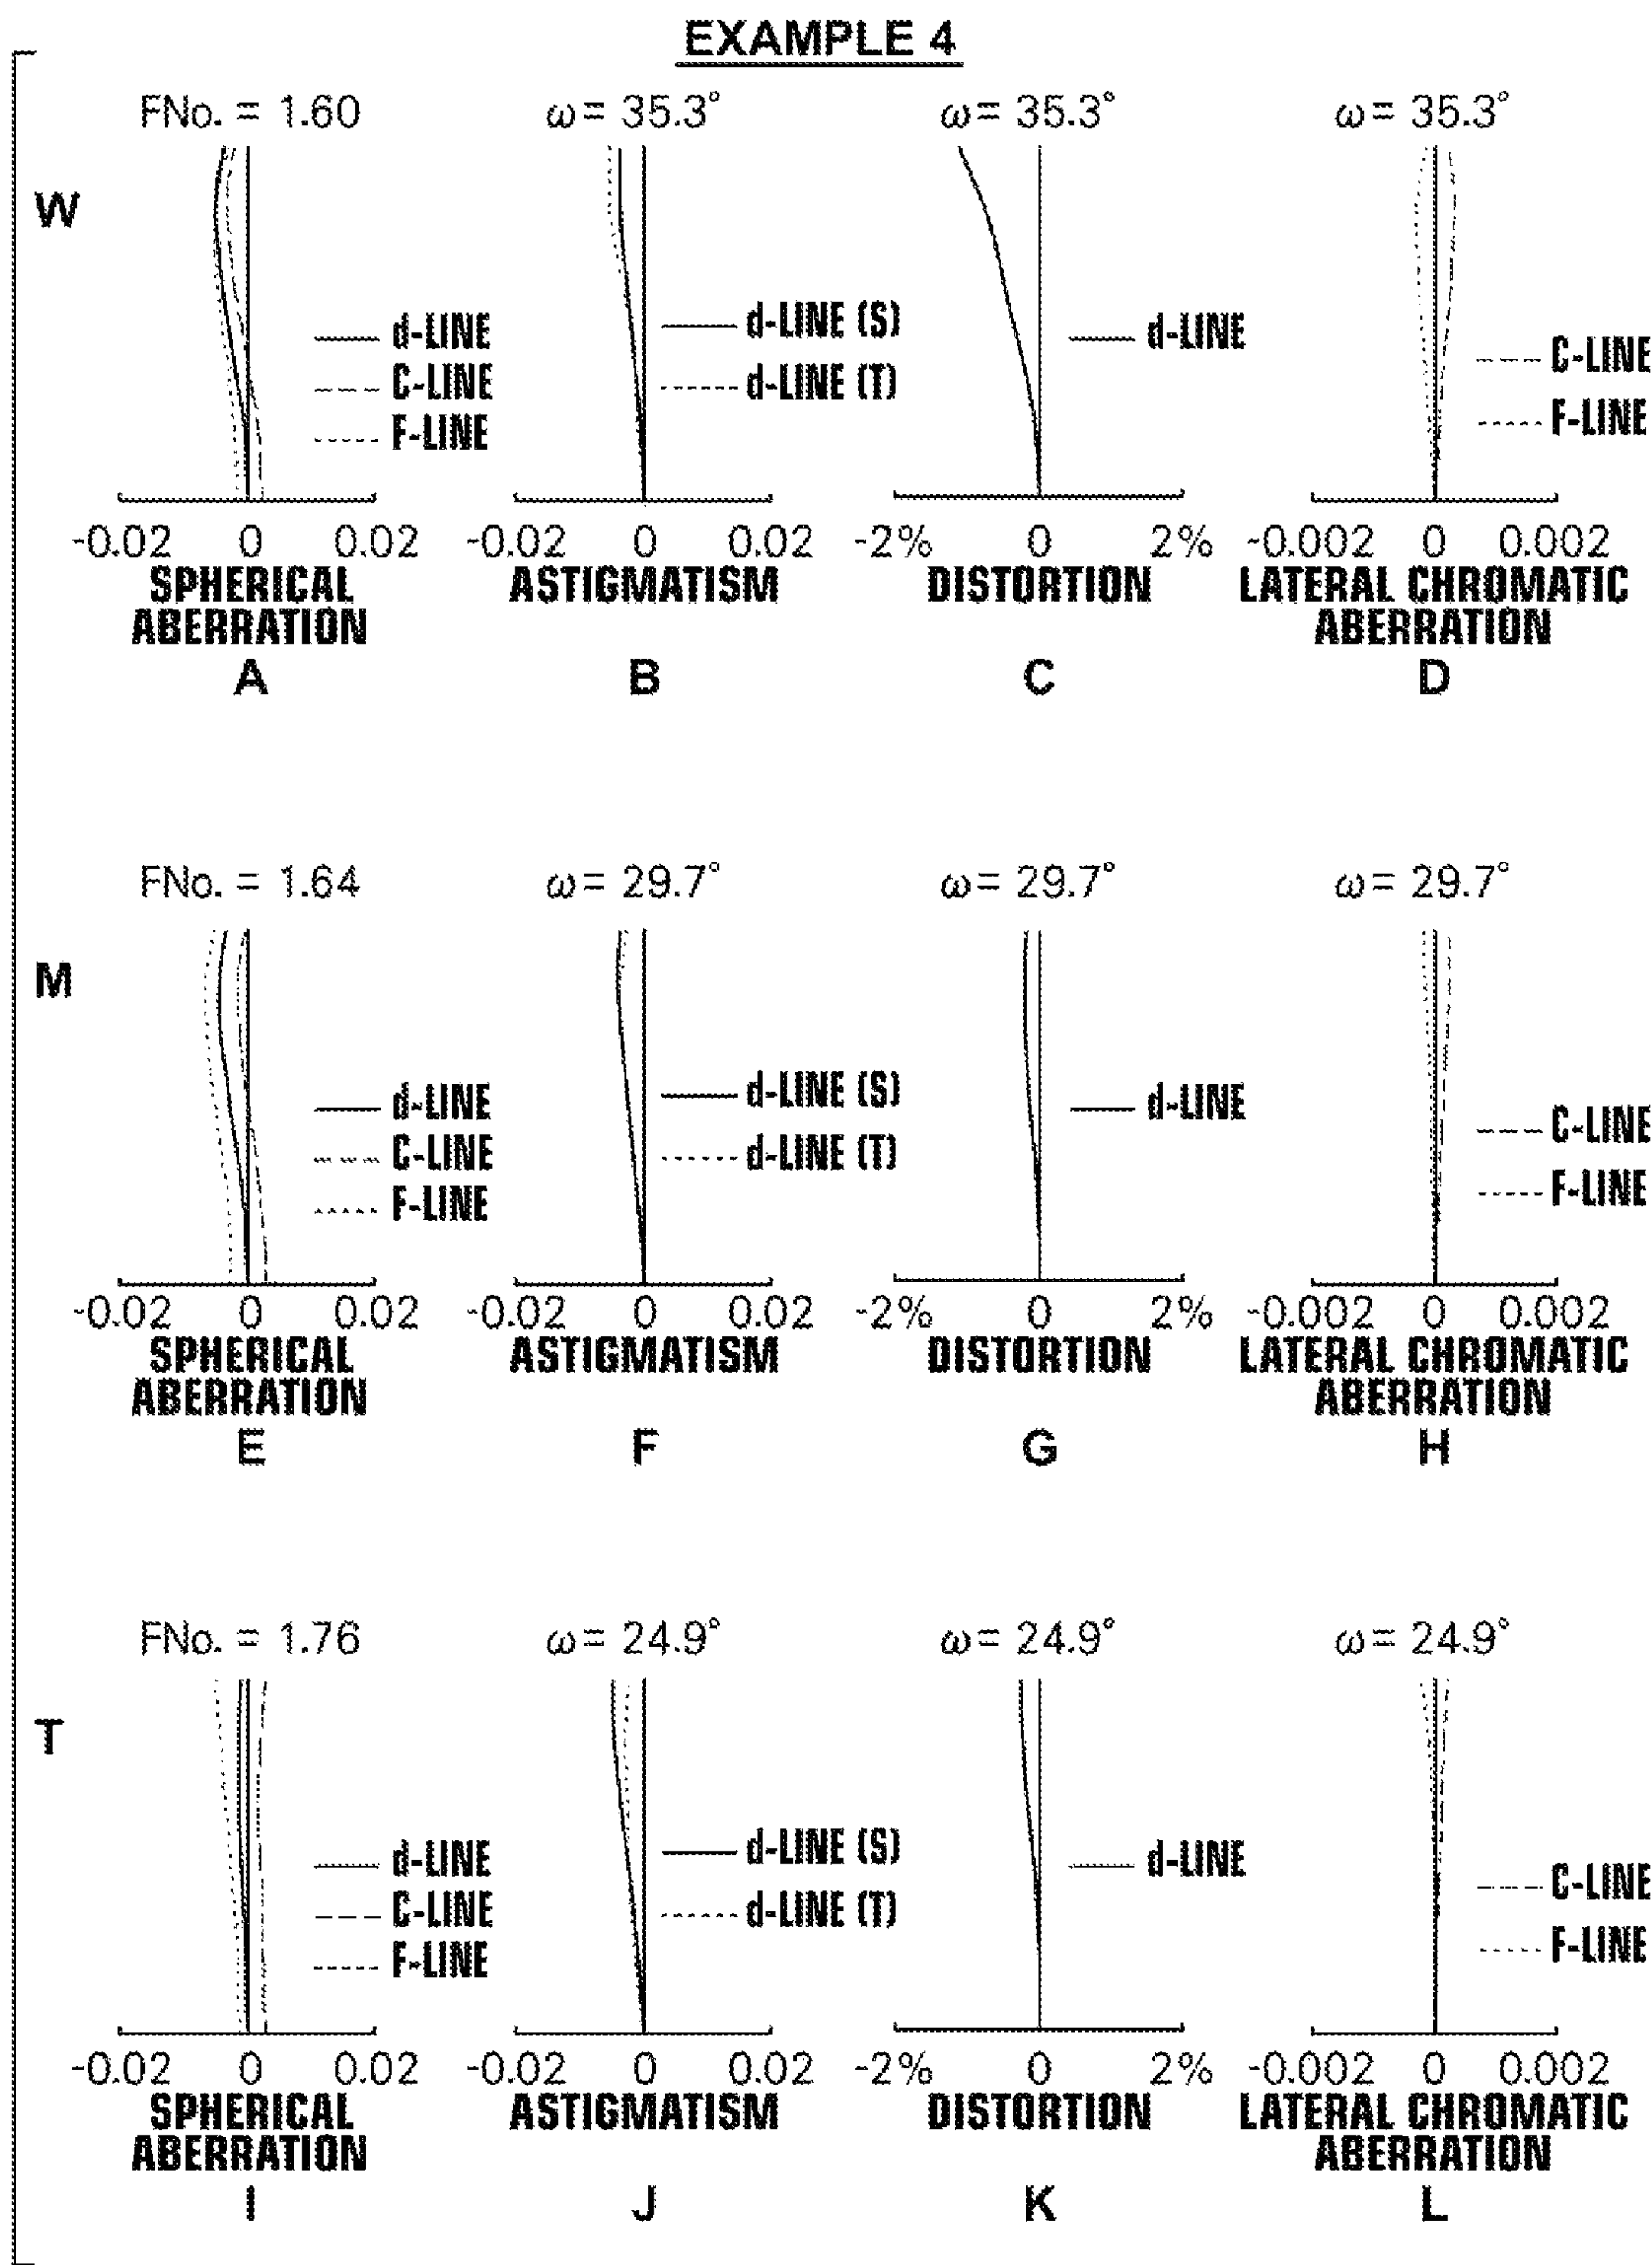 EXAMPLE 4
W
FNo. = 1.60
ω = 35.3°
ω = 35.3°
ω = 35.3°
d-LINE
C-LINE
F-LINE
d-LINE (S)
d-LINE (T)
d-LINE
C-LINE
F-LINE
-0.02 0 0.02
-0.02 0 0.02
-2% 0 2%
-0.002 0 0.002
SPHERICAL
ABERRATION
ASTIGMATISM
DISTORTION
LATERAL CHROMATIC
ABERRATION
A
B
C
D
M
FNo. = 1.64
ω = 29.7°
ω = 29.7°
ω = 29.7°
d-LINE
C-LINE
F-LINE
d-LINE (S)
d-LINE (T)
d-LINE
C-LINE
F-LINE
-0.02 0 0.02
-0.02 0 0.02
-2% 0 2%
-0.002 0 0.002
SPHERICAL
ABERRATION
ASTIGMATISM
DISTORTION
LATERAL CHROMATIC
ABERRATION
E
F
G
H
T
FNo. = 1.76
ω = 24.9°
ω = 24.9°
ω = 24.9°
d-LINE
C-LINE
F-LINE
d-LINE (S)
d-LINE (T)
d-LINE
C-LINE
F-LINE
-0.02 0 0.02
-0.02 0 0.02
-2% 0 2%
-0.002 0 0.002
SPHERICAL
ABERRATION
ASTIGMATISM
DISTORTION
LATERAL CHROMATIC
ABERRATION
I
J
K
L